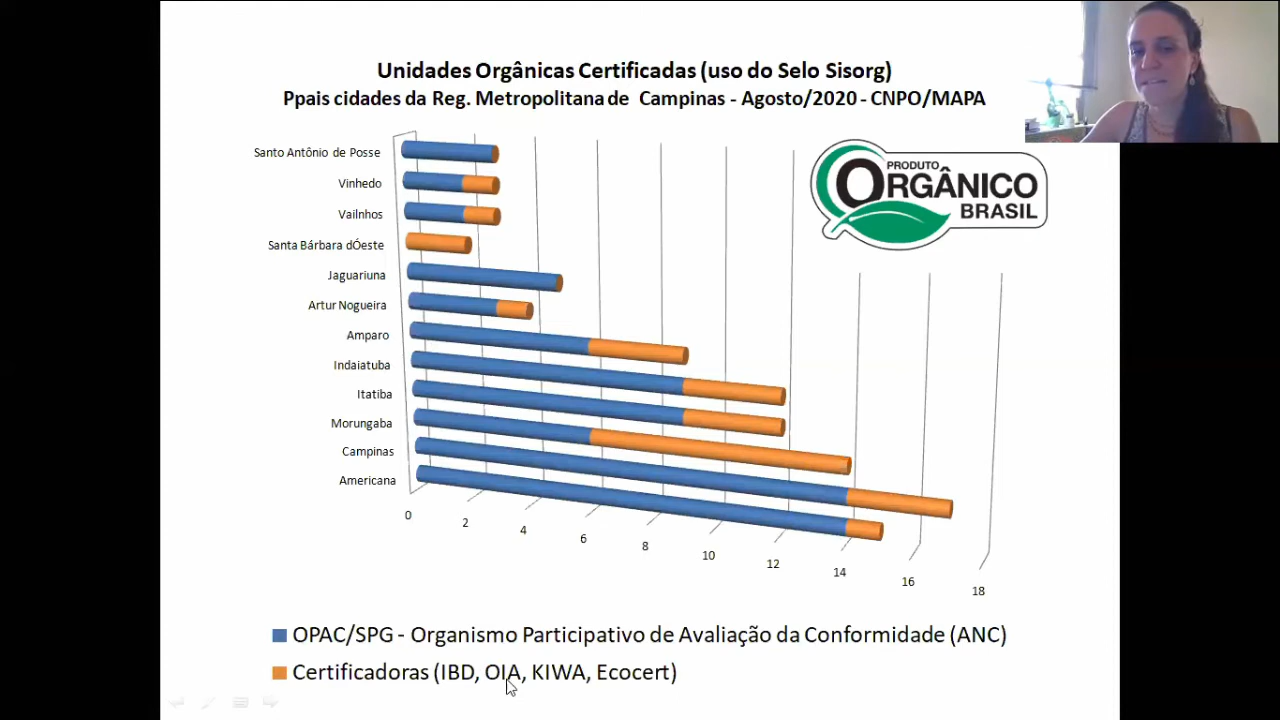 Unidades Orgânicas Certificadas (uso do Selo Sisorg)
Ppais cidades da Reg. Metropolitana de Campinas - Agosto/2020 - CNPO/MAPA
PRODUTO
ORGÂNICO
BRASIL
Santo Antônio de Posse
Vinhedo
Vailnhos
Santa Bárbara dÓeste
Jaguariuna
Artur Nogueira
Amparo
Indaiatuba
Itatiba
Morungaba
Campinas
Americana
0 2 4 6 8 10 12 14 16 18
OPAC/SPG - Organismo Participativo de Avaliação da Conformidade (ANC)
Certificadoras (IBD, OIA, KIWA, Ecocert)